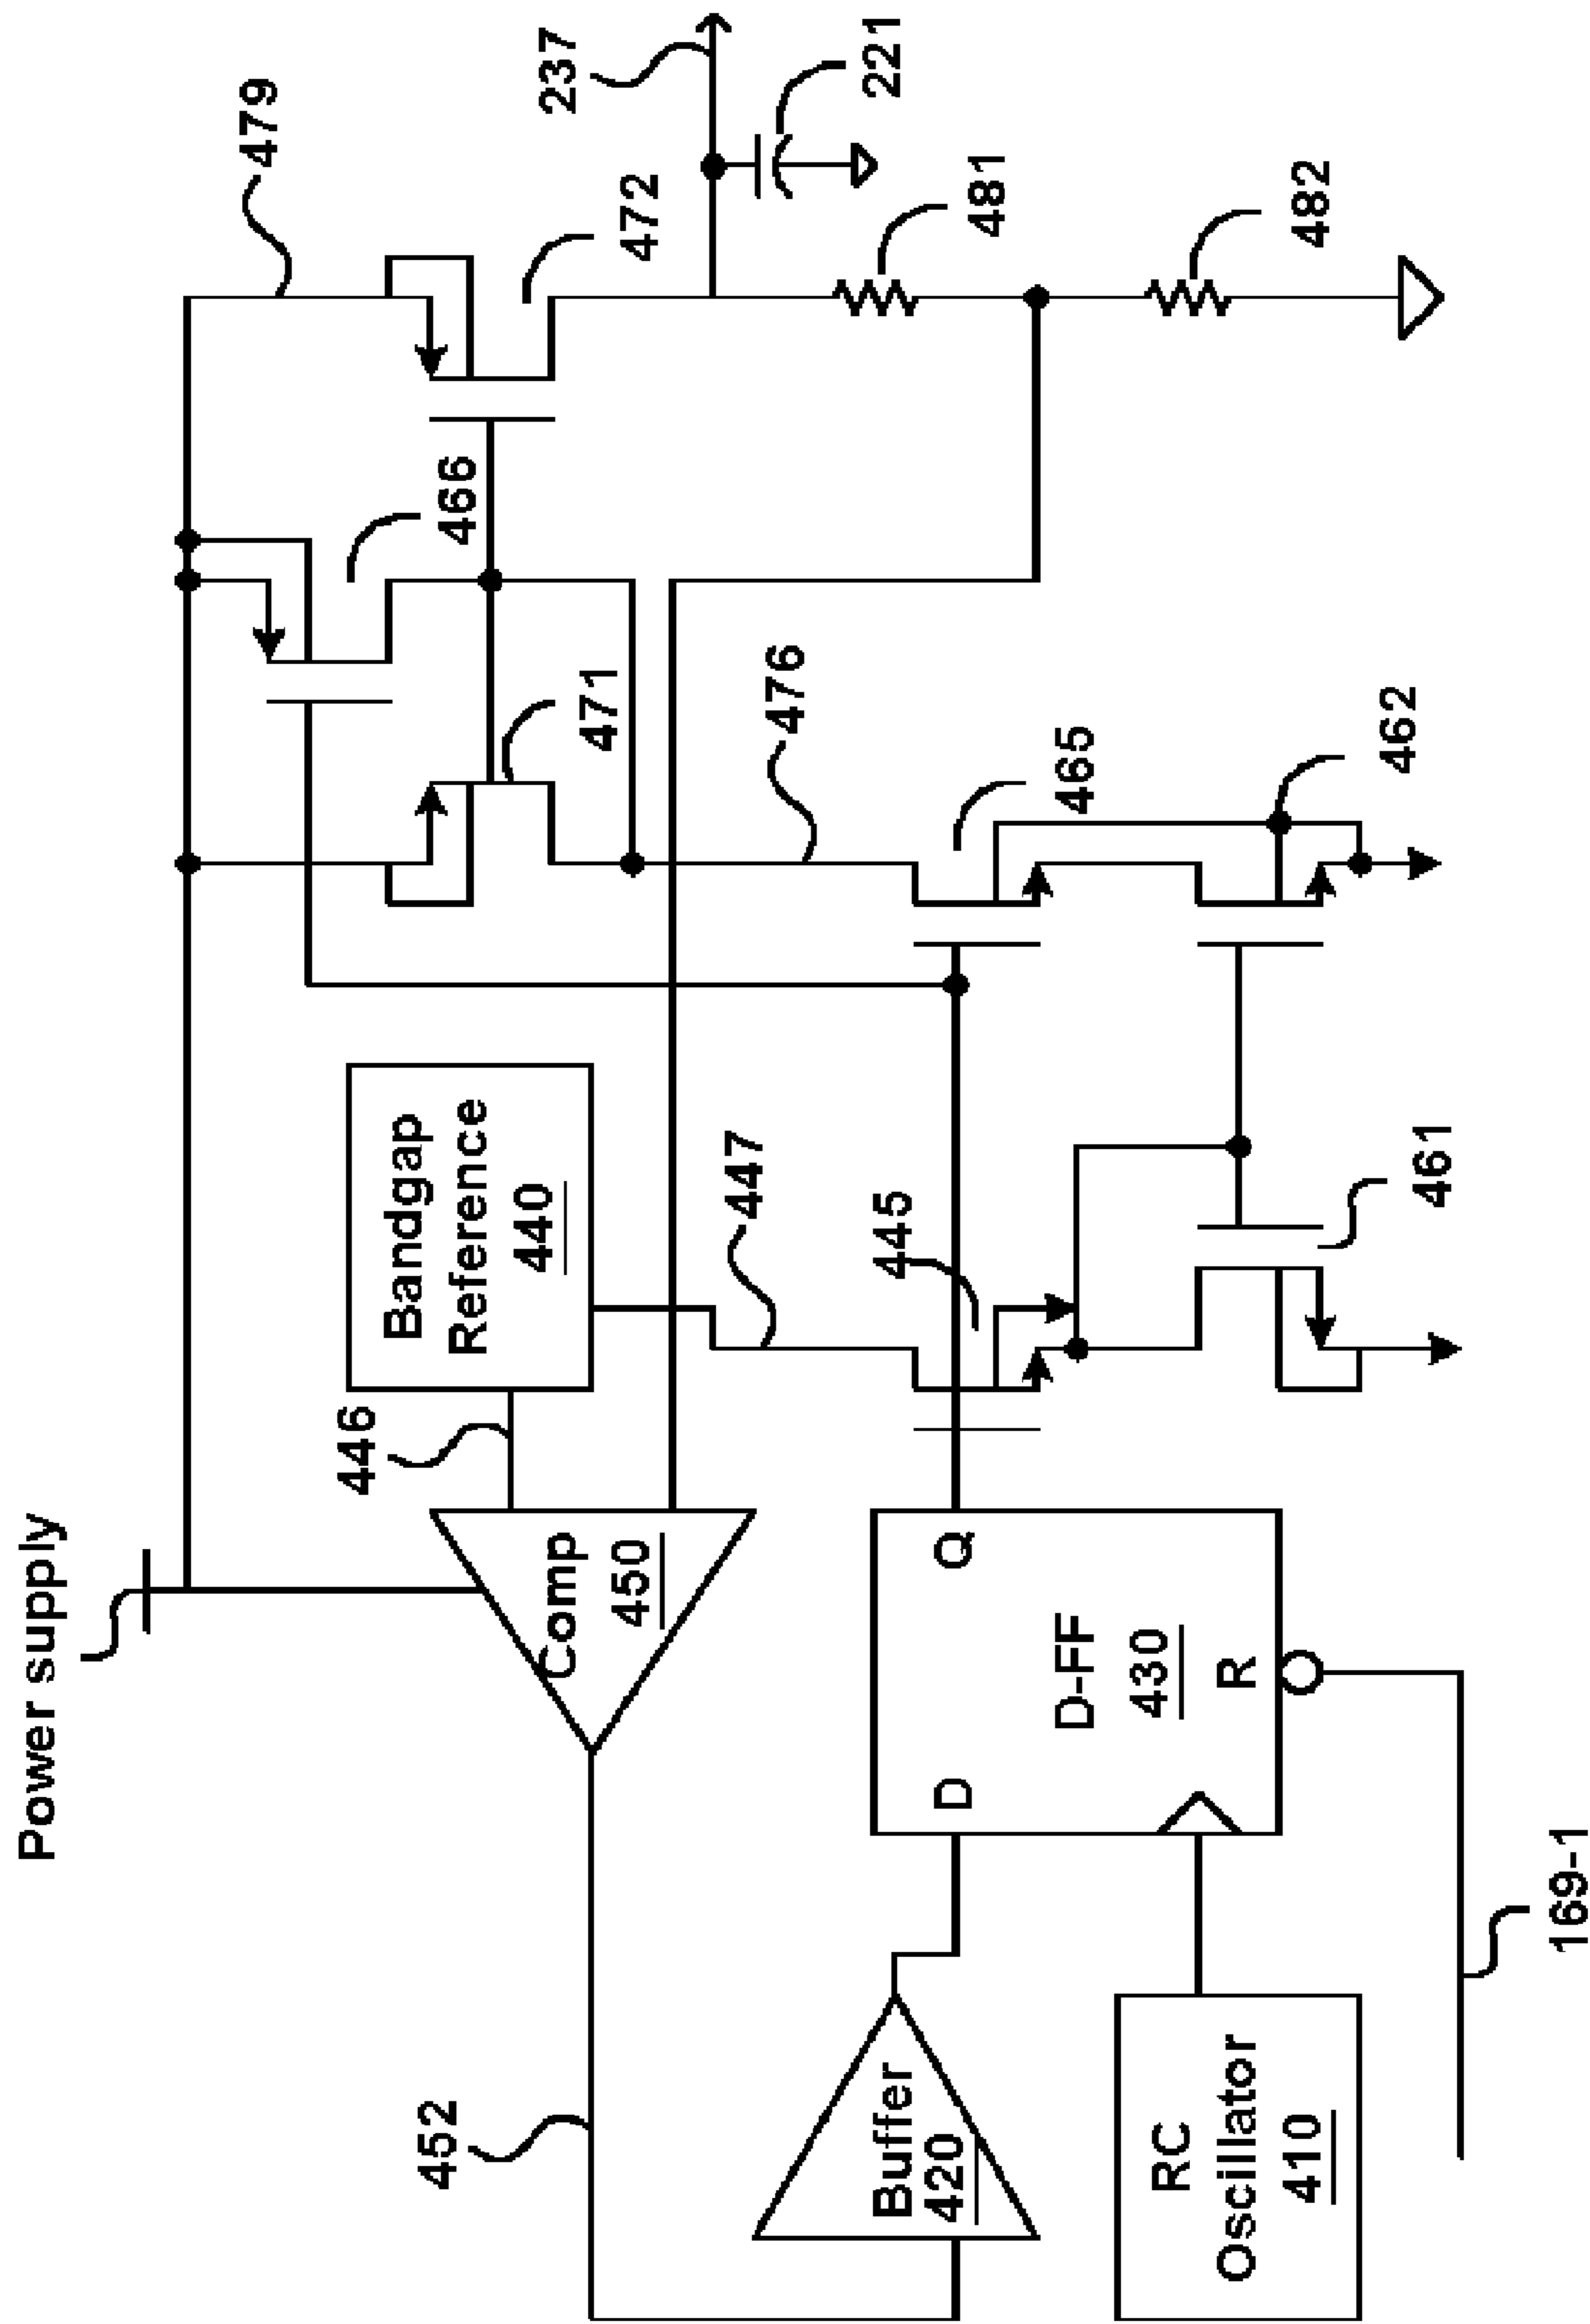 Power supply
452
Buffer
420
RC
Oscillator
410
169-1
446
Comp
450
D
Q
D-FF
430
R
Bandgap
Reference
440
447
445
461
479
466
472
471
476
465
462
237
221
481
482